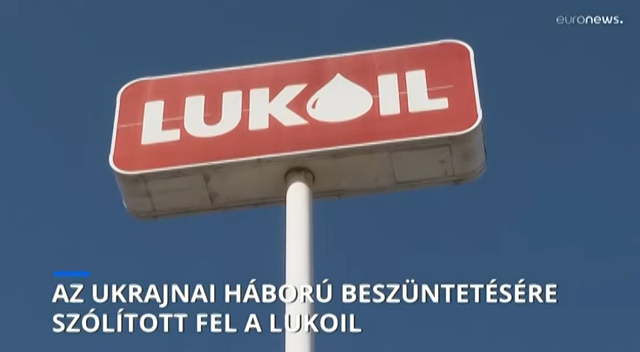 euronews.
LUKOIL
AZ UKRAJNAI HÁBORÚ BESZÜNTETÉSÉRE
SZÓLÍTOTT FEL A LUKOIL